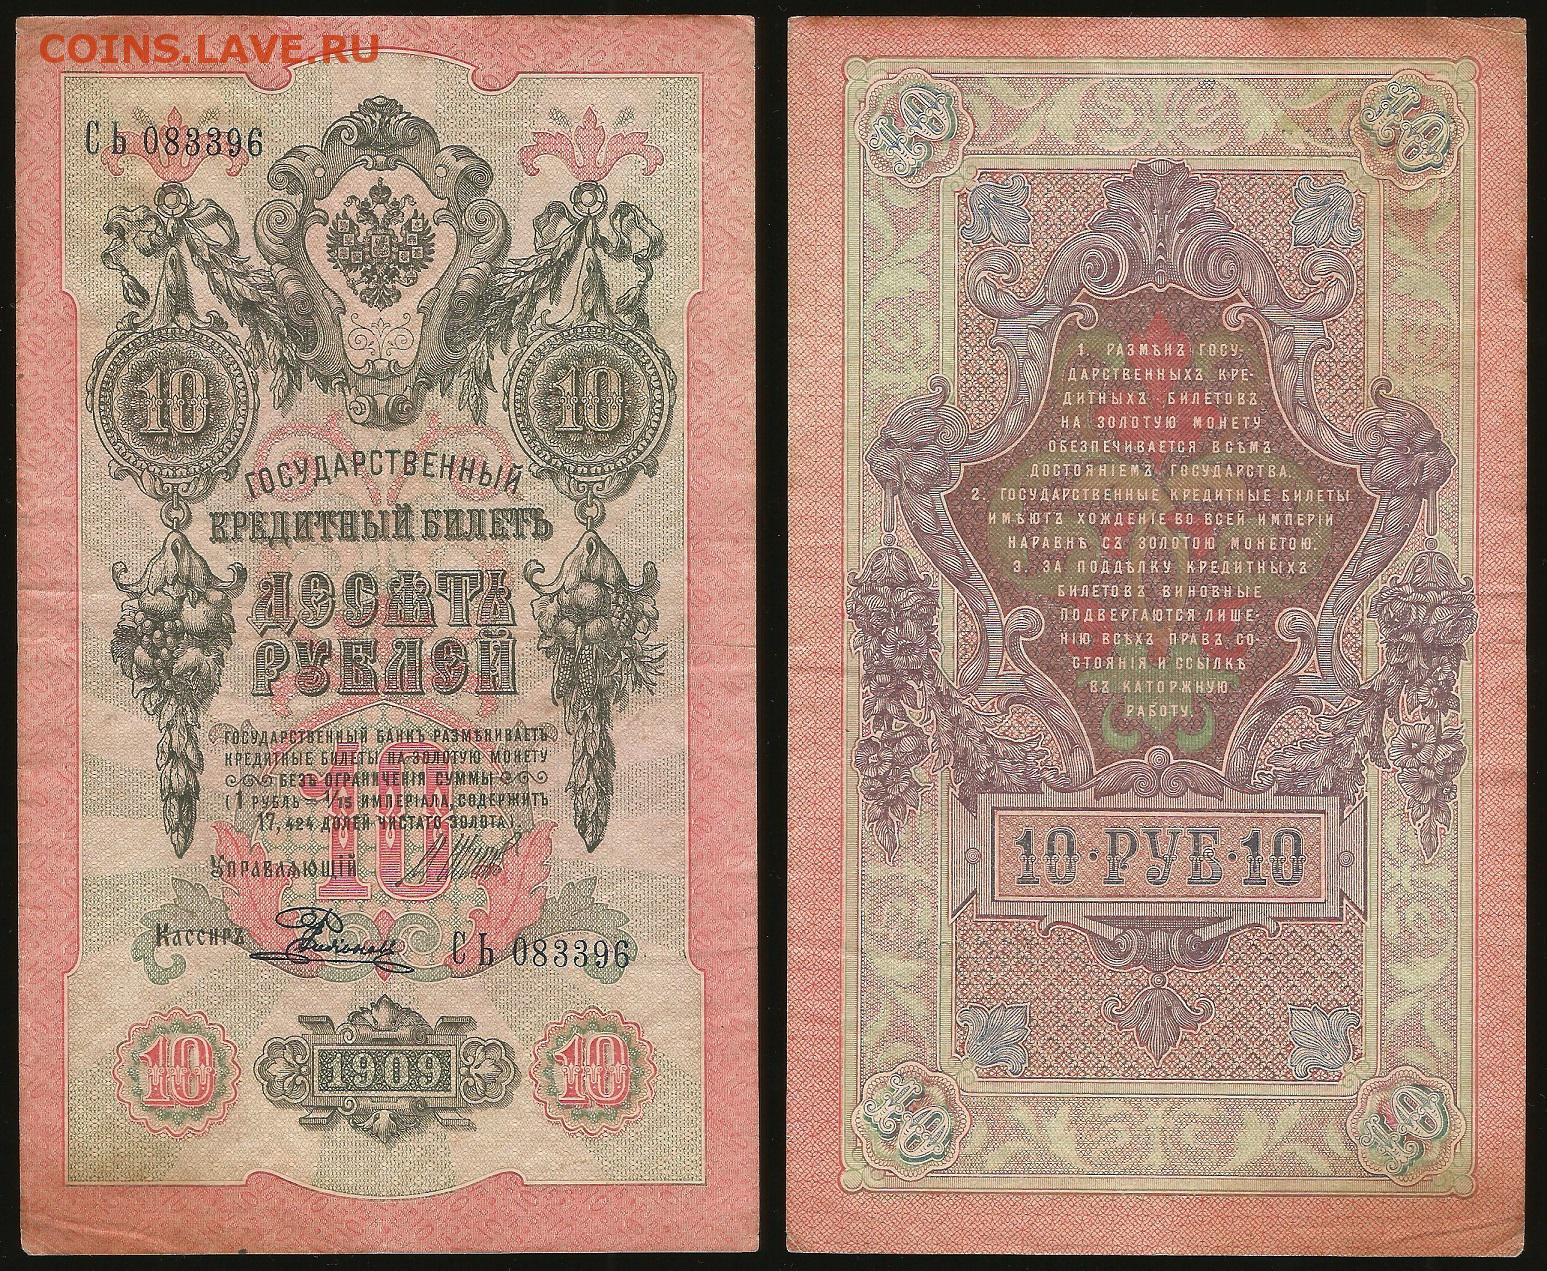 COINS.LAVE.RU
СЬ 083396
10 10
ГОСУДАРСТВЕННЫЙ
КРЕДИТНЫЙ БИЛЕТЪ
ДЕСЯТЬ
РУБЛЕЙ
10
ГОСУДАРСТВЕННЫЙ БАНКЪ РАЗМѢНИВАЕТЪ
КРЕДИТНЫЕ БИЛЕТЫ НА ЗОЛОТУЮ МОНЕТУ
БЕЗЪ ОГРАНИЧЕНІЯ СУММЫ
(1 РУБЛЬ = 1/15 ИМПЕРІАЛА, СОДЕРЖИТЪ
17,424 ДОЛЕЙ ЧИСТАГО ЗОЛОТА).
УПРАВЛЯЮЩІЙ
КАССИРЪ
СЬ 083396
10 1909 10
10 10
1. РАЗМѢНЪ ГОСУ-
ДАРСТВЕННЫХЪ КРЕ-
ДИТНЫХЪ БИЛЕТОВЪ
НА ЗОЛОТУЮ МОНЕТУ
ОБЕЗПЕЧИВАЕТСЯ ВСѢМЪ
ДОСТОЯНІЕМЪ ГОСУДАРСТВА.
2. ГОСУДАРСТВЕННЫЕ КРЕДИТНЫЕ БИЛЕТЫ
ИМѢЮТЪ ХОЖДЕНІЕ ВО ВСЕЙ ИМПЕРІИ
НАРАВНѢ СЪ ЗОЛОТОЮ МОНЕТОЮ.
3. ЗА ПОДДѢЛКУ КРЕДИТНЫХЪ
БИЛЕТОВЪ ВИНОВНЫЕ
ПОДВЕРГАЮТСЯ ЛИШЕ-
НІЮ ВСѢХЪ ПРАВЪ СО-
СТОЯНІЯ И ССЫЛКѢ
ВЪ КАТОРЖНУЮ
РАБОТУ.
10·РУБ·10
10 10